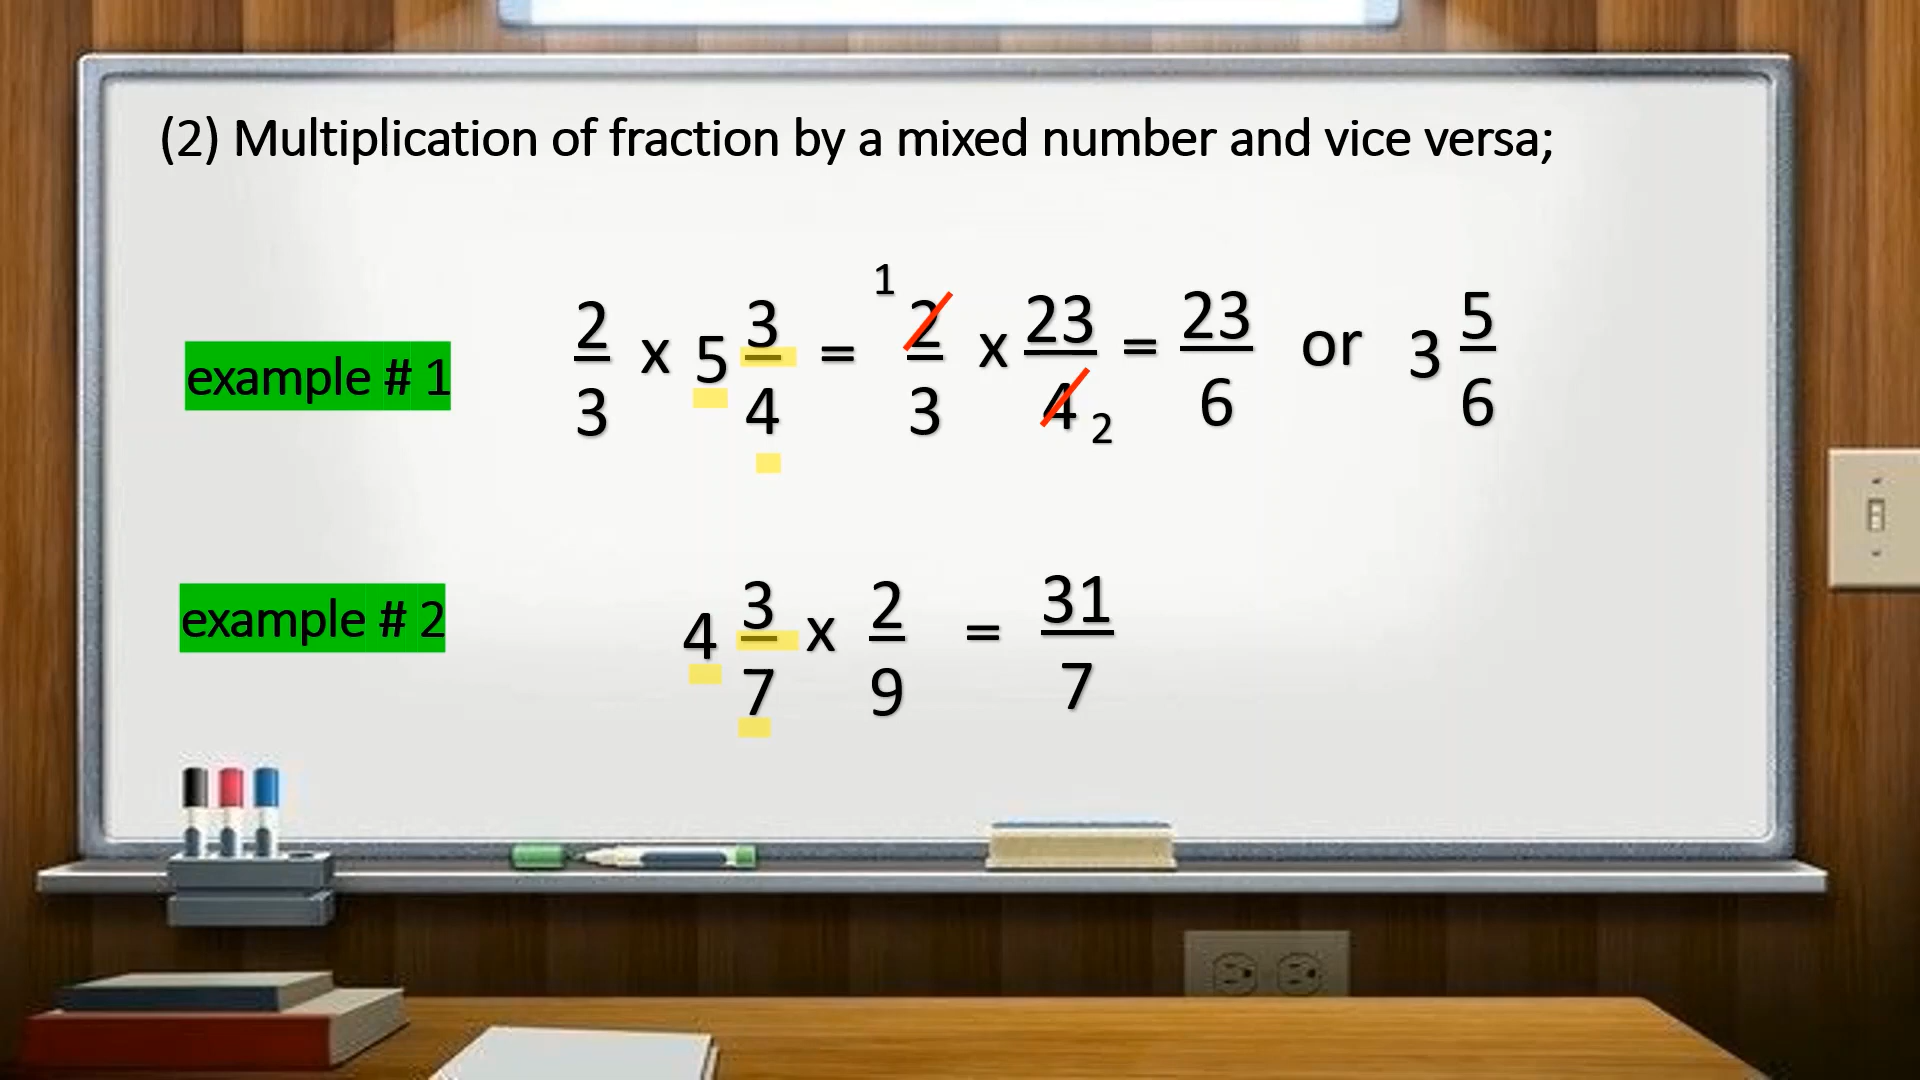 (2) Multiplication of fraction by a mixed number and vice versa;
example # 1
2/3 x 5 3/4 = 1 2/3 x 23/4 2 = 23/6 or 3 5/6
example # 2
4 3/7 x 2/9 = 31/7